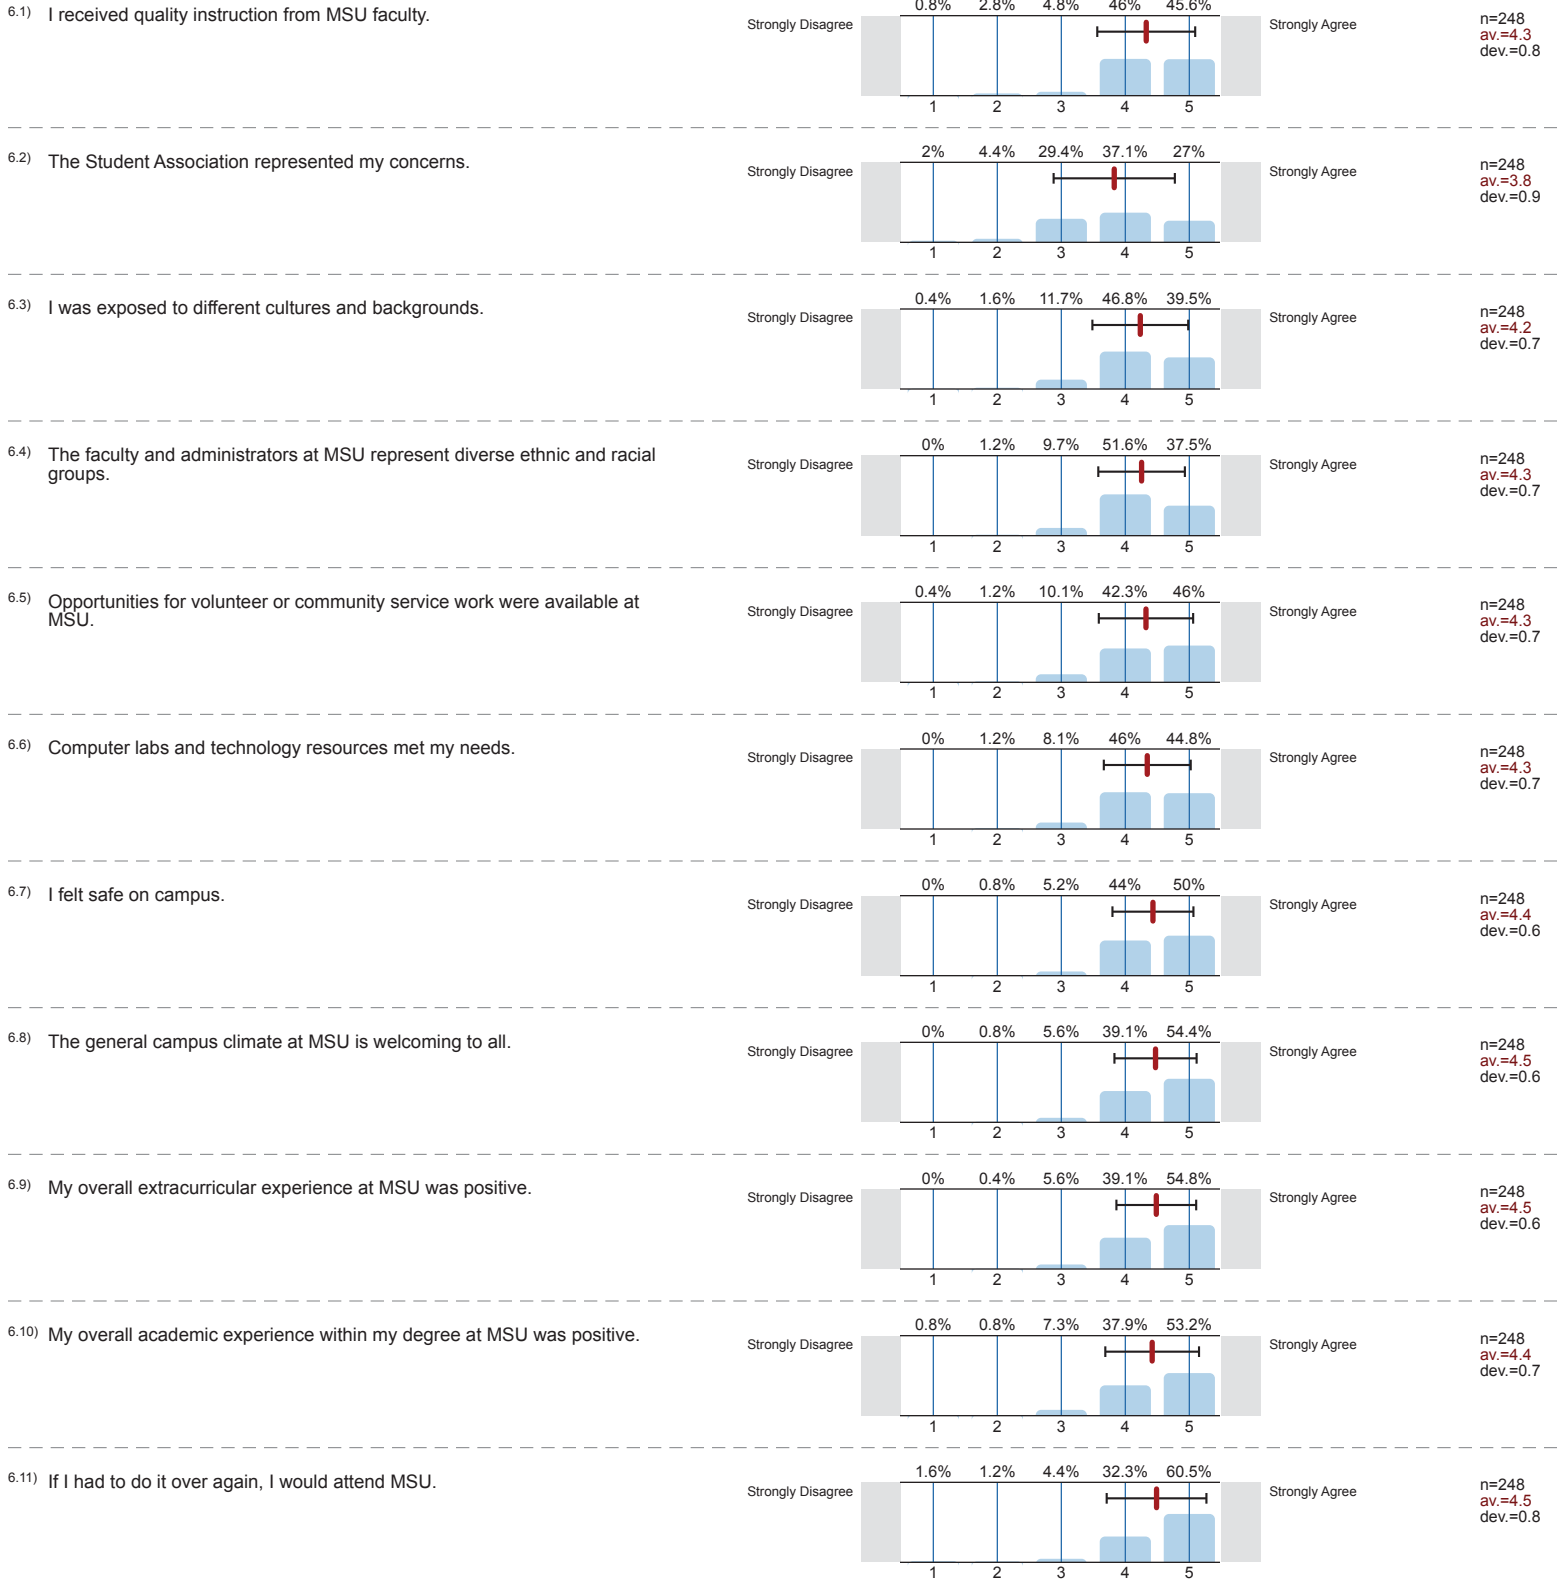 6.1) I received quality instruction from MSU faculty.
0.8% 2.8% 4.8% 46% 45.6%
Strongly Disagree Strongly Agree
n=248
av.=4.3
dev.=0.8
1 2 3 4 5
6.2) The Student Association represented my concerns.
2% 4.4% 29.4% 37.1% 27%
Strongly Disagree Strongly Agree
n=248
av.=3.8
dev.=0.9
1 2 3 4 5
6.3) I was exposed to different cultures and backgrounds.
0.4% 1.6% 11.7% 46.8% 39.5%
Strongly Disagree Strongly Agree
n=248
av.=4.2
dev.=0.7
1 2 3 4 5
6.4) The faculty and administrators at MSU represent diverse ethnic and racial
groups.
0% 1.2% 9.7% 51.6% 37.5%
Strongly Disagree Strongly Agree
n=248
av.=4.3
dev.=0.7
1 2 3 4 5
6.5) Opportunities for volunteer or community service work were available at
MSU.
0.4% 1.2% 10.1% 42.3% 46%
Strongly Disagree Strongly Agree
n=248
av.=4.3
dev.=0.7
1 2 3 4 5
6.6) Computer labs and technology resources met my needs.
0% 1.2% 8.1% 46% 44.8%
Strongly Disagree Strongly Agree
n=248
av.=4.3
dev.=0.7
1 2 3 4 5
6.7) I felt safe on campus.
0% 0.8% 5.2% 44% 50%
Strongly Disagree Strongly Agree
n=248
av.=4.4
dev.=0.6
1 2 3 4 5
6.8) The general campus climate at MSU is welcoming to all.
0% 0.8% 5.6% 39.1% 54.4%
Strongly Disagree Strongly Agree
n=248
av.=4.5
dev.=0.6
1 2 3 4 5
6.9) My overall extracurricular experience at MSU was positive.
0% 0.4% 5.6% 39.1% 54.8%
Strongly Disagree Strongly Agree
n=248
av.=4.5
dev.=0.6
1 2 3 4 5
6.10) My overall academic experience within my degree at MSU was positive.
0.8% 0.8% 7.3% 37.9% 53.2%
Strongly Disagree Strongly Agree
n=248
av.=4.4
dev.=0.7
1 2 3 4 5
6.11) If I had to do it over again, I would attend MSU.
1.6% 1.2% 4.4% 32.3% 60.5%
Strongly Disagree Strongly Agree
n=248
av.=4.5
dev.=0.8
1 2 3 4 5